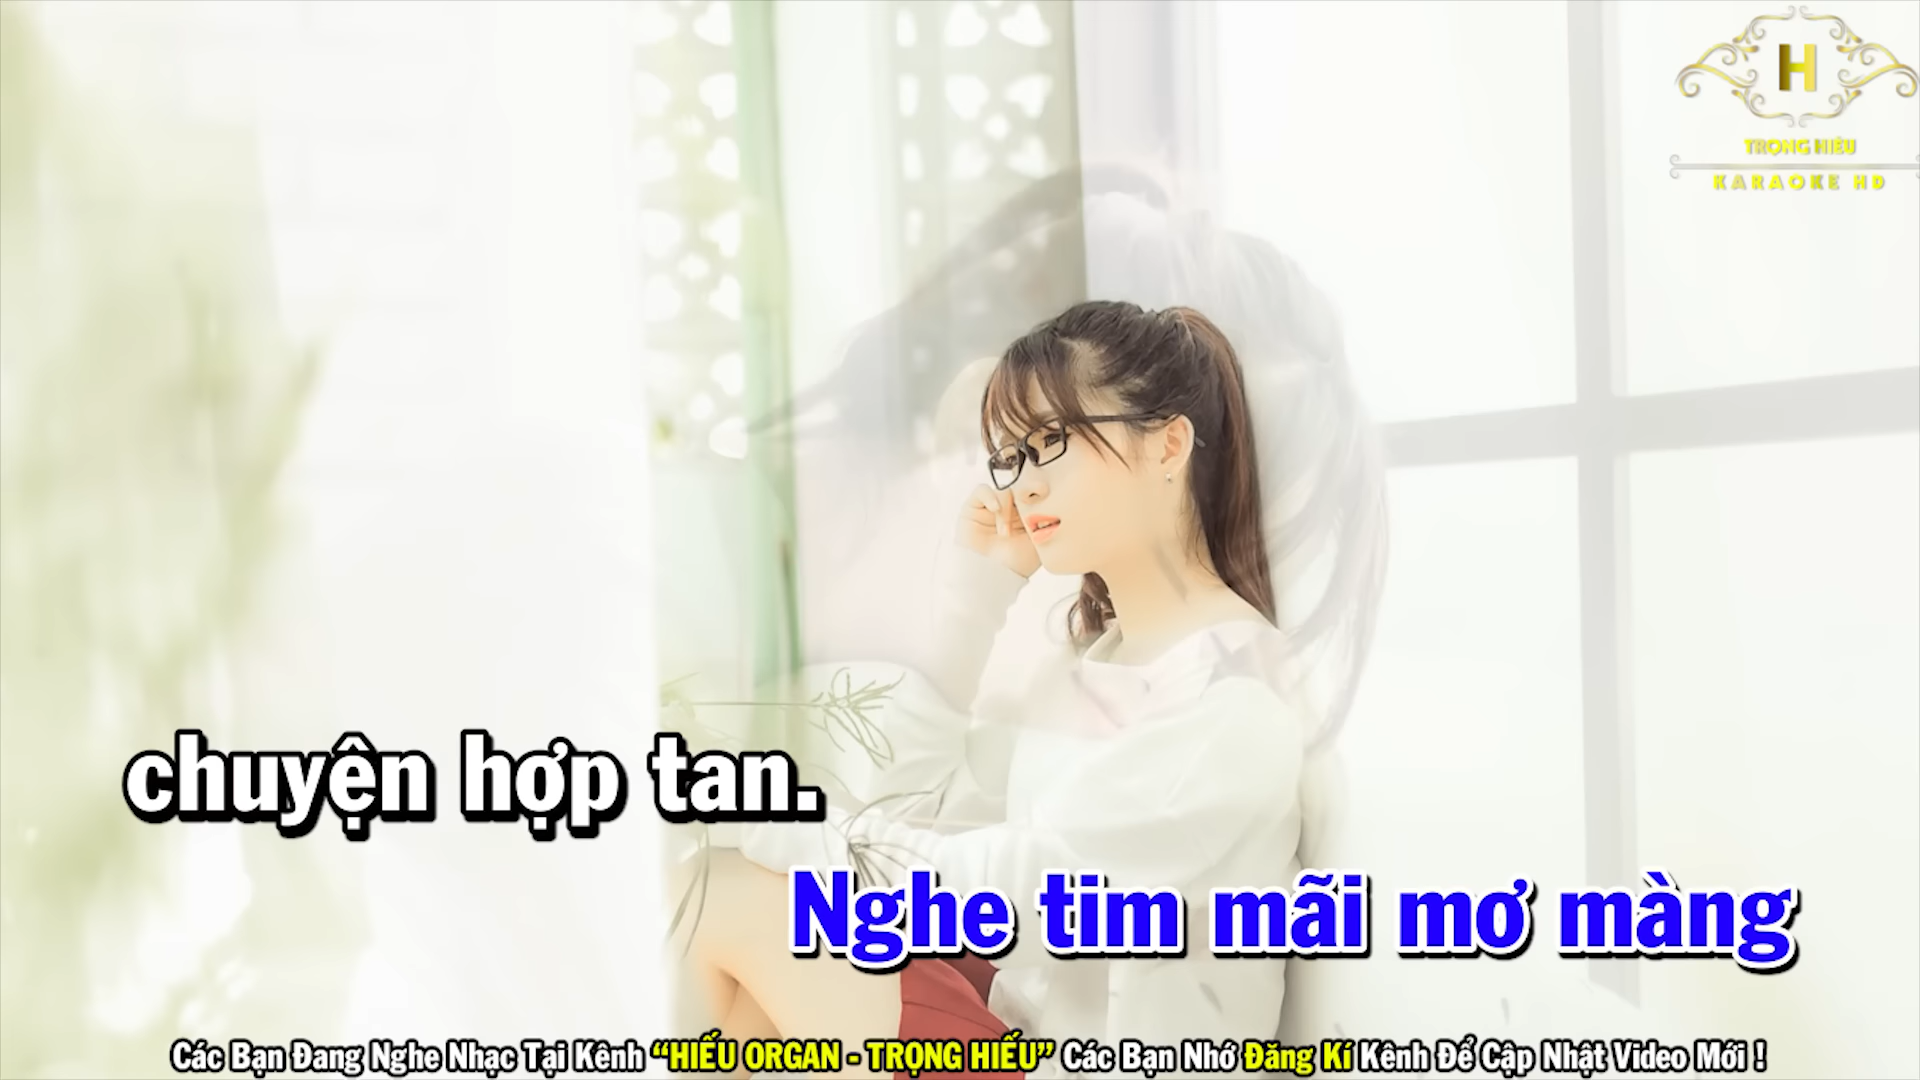 H
TRỌNG HIẾU
KARAOKE HD
chuyện hợp tan.
Nghe tim mãi mơ màng
Các Bạn Đang Nghe Nhạc Tại Kênh “HIẾU ORGAN - TRỌNG HIẾU” Các Bạn Nhớ Đăng Kí Kênh Để Cập Nhật Video Mới !